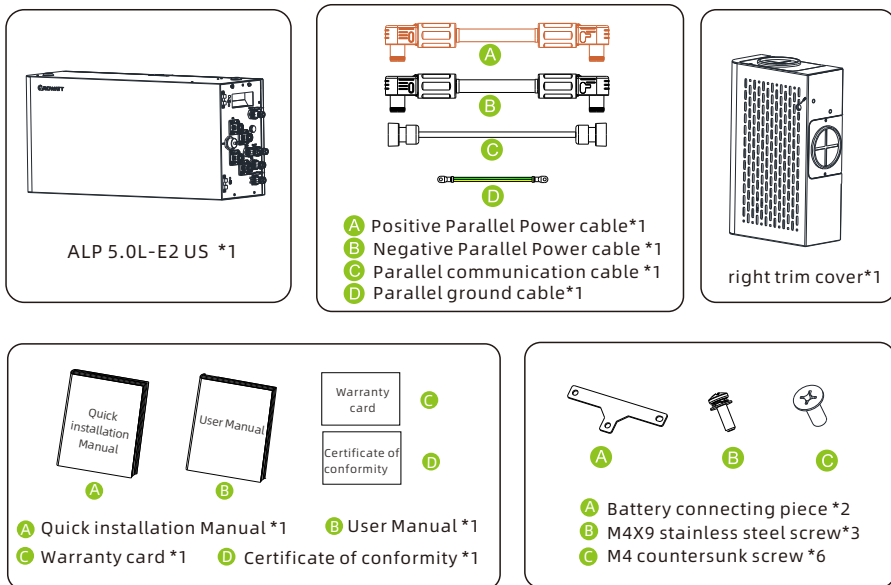 GROWATT
ALP 5.0L-E2 US *1
A
B
C
D
A Positive Parallel Power cable*1
B Negative Parallel Power cable *1
C Parallel communication cable *1
D Parallel ground cable*1
right trim cover*1
Quick
installation
Manual
A
User Manual
B
Warranty
card
C
Certificate of
conformity
D
A Quick installation Manual *1 B User Manual *1
C Warranty card *1 D Certificate of conformity *1
A
B
C
A Battery connecting piece *2
B M4X9 stainless steel screw*3
C M4 countersunk screw *6